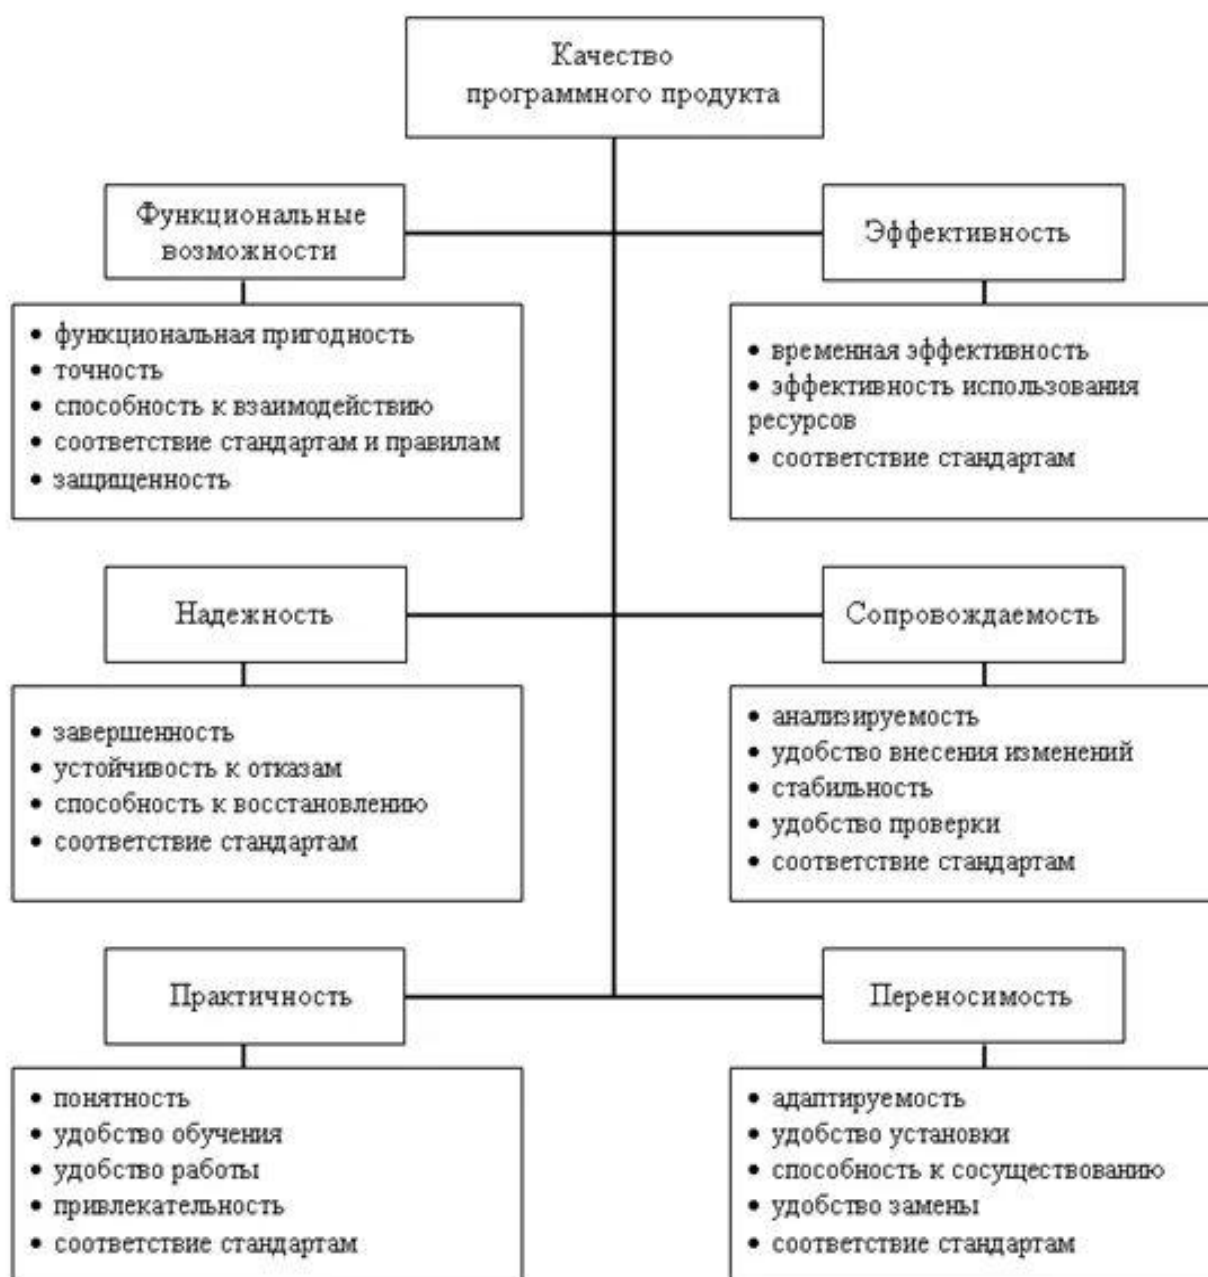 Качество
программного продукта
Функциональные
возможности
• функциональная пригодность
• точность
• способность к взаимодействию
• соответствие стандартам и правилам
• защищенность
Эффективность
• временная эффективность
• эффективность использования
ресурсов
• соответствие стандартам
Надежность
• завершенность
• устойчивость к отказам
• способность к восстановлению
• соответствие стандартам
Сопровождаемость
• анализируемость
• удобство внесения изменений
• стабильность
• удобство проверки
• соответствие стандартам
Практичность
• понятность
• удобство обучения
• удобство работы
• привлекательность
• соответствие стандартам
Переносимость
• адаптируемость
• удобство установки
• способность к сосуществованию
• удобство замены
• соответствие стандартам